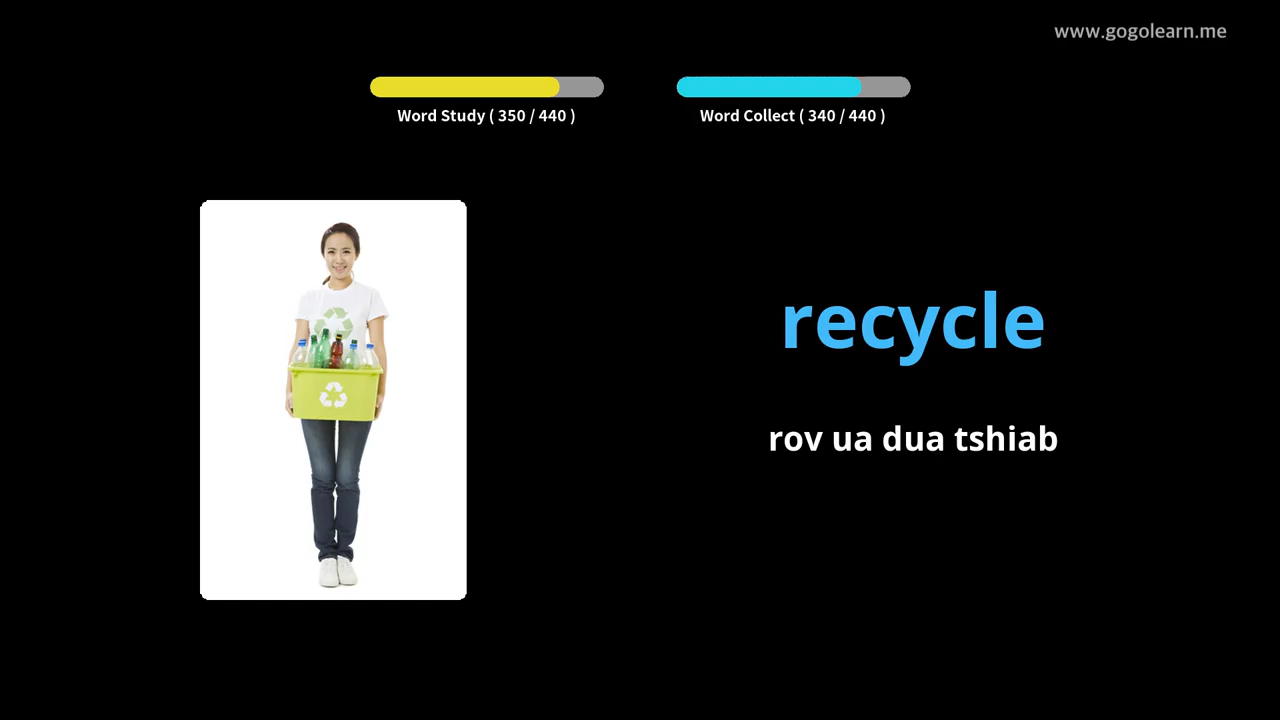 www.gogolearn.me
Word Study ( 350 / 440 )
Word Collect ( 340 / 440 )
recycle
rov ua dua tshiab